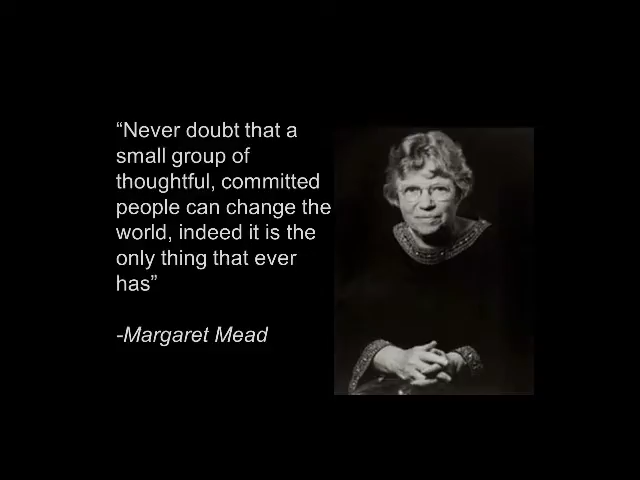 “Never doubt that a
small group of
thoughtful, committed
people can change the
world, indeed it is the
only thing that ever
has”
-Margaret Mead